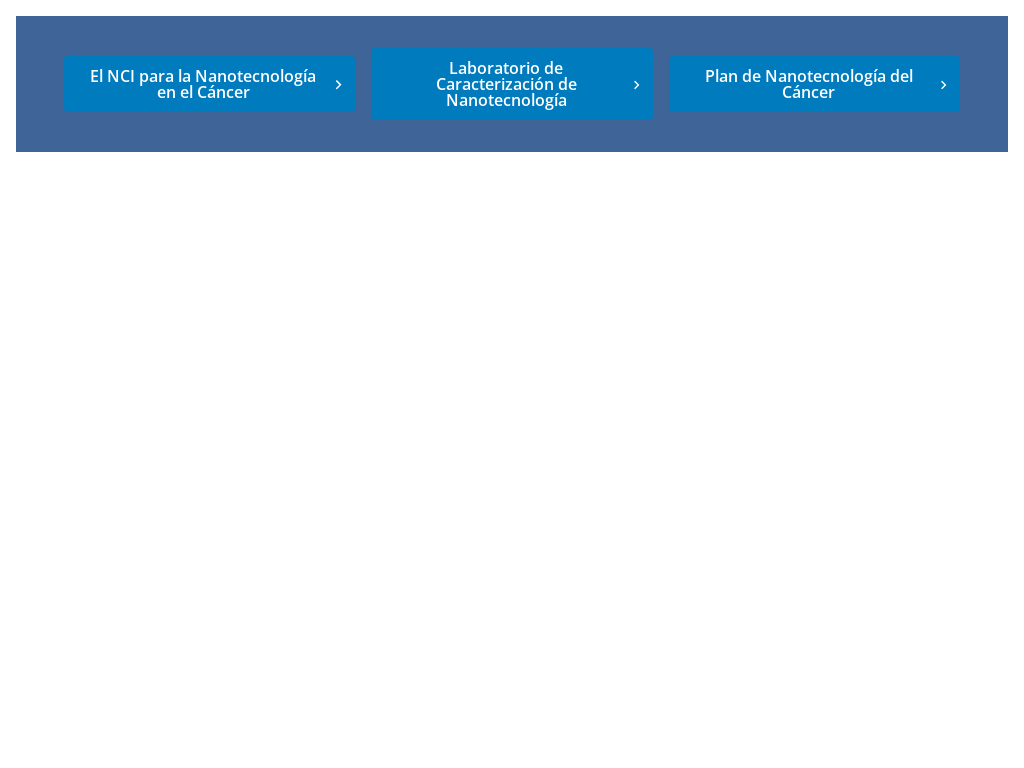 El NCI para la Nanotecnología
en el Cáncer
Laboratorio de
Caracterización de
Nanotecnología
Plan de Nanotecnología del
Cáncer